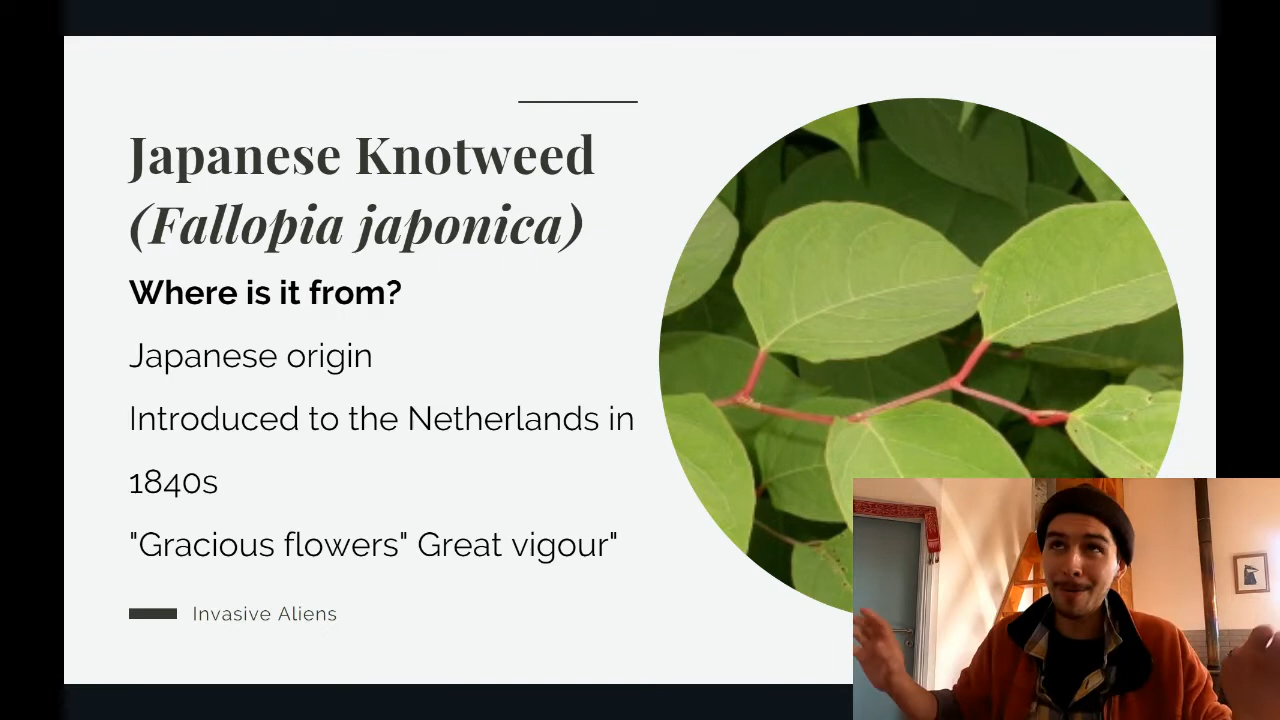 Japanese Knotweed
(Fallopia japonica)
Where is it from?
Japanese origin
Introduced to the Netherlands in
1840s
"Gracious flowers" Great vigour"
Invasive Aliens